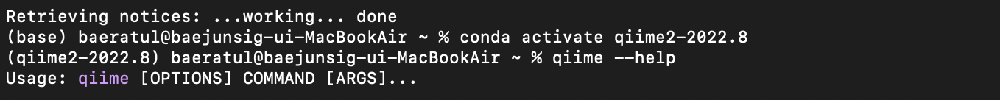 Retrieving notices: ...working... done
(base) baeratul@baejunsig-ui-MacBookAir ~ % conda activate qiime2-2022.8
(qiime2-2022.8) baeratul@baejunsig-ui-MacBookAir ~ % qiime --help
Usage: qiime [OPTIONS] COMMAND [ARGS]...